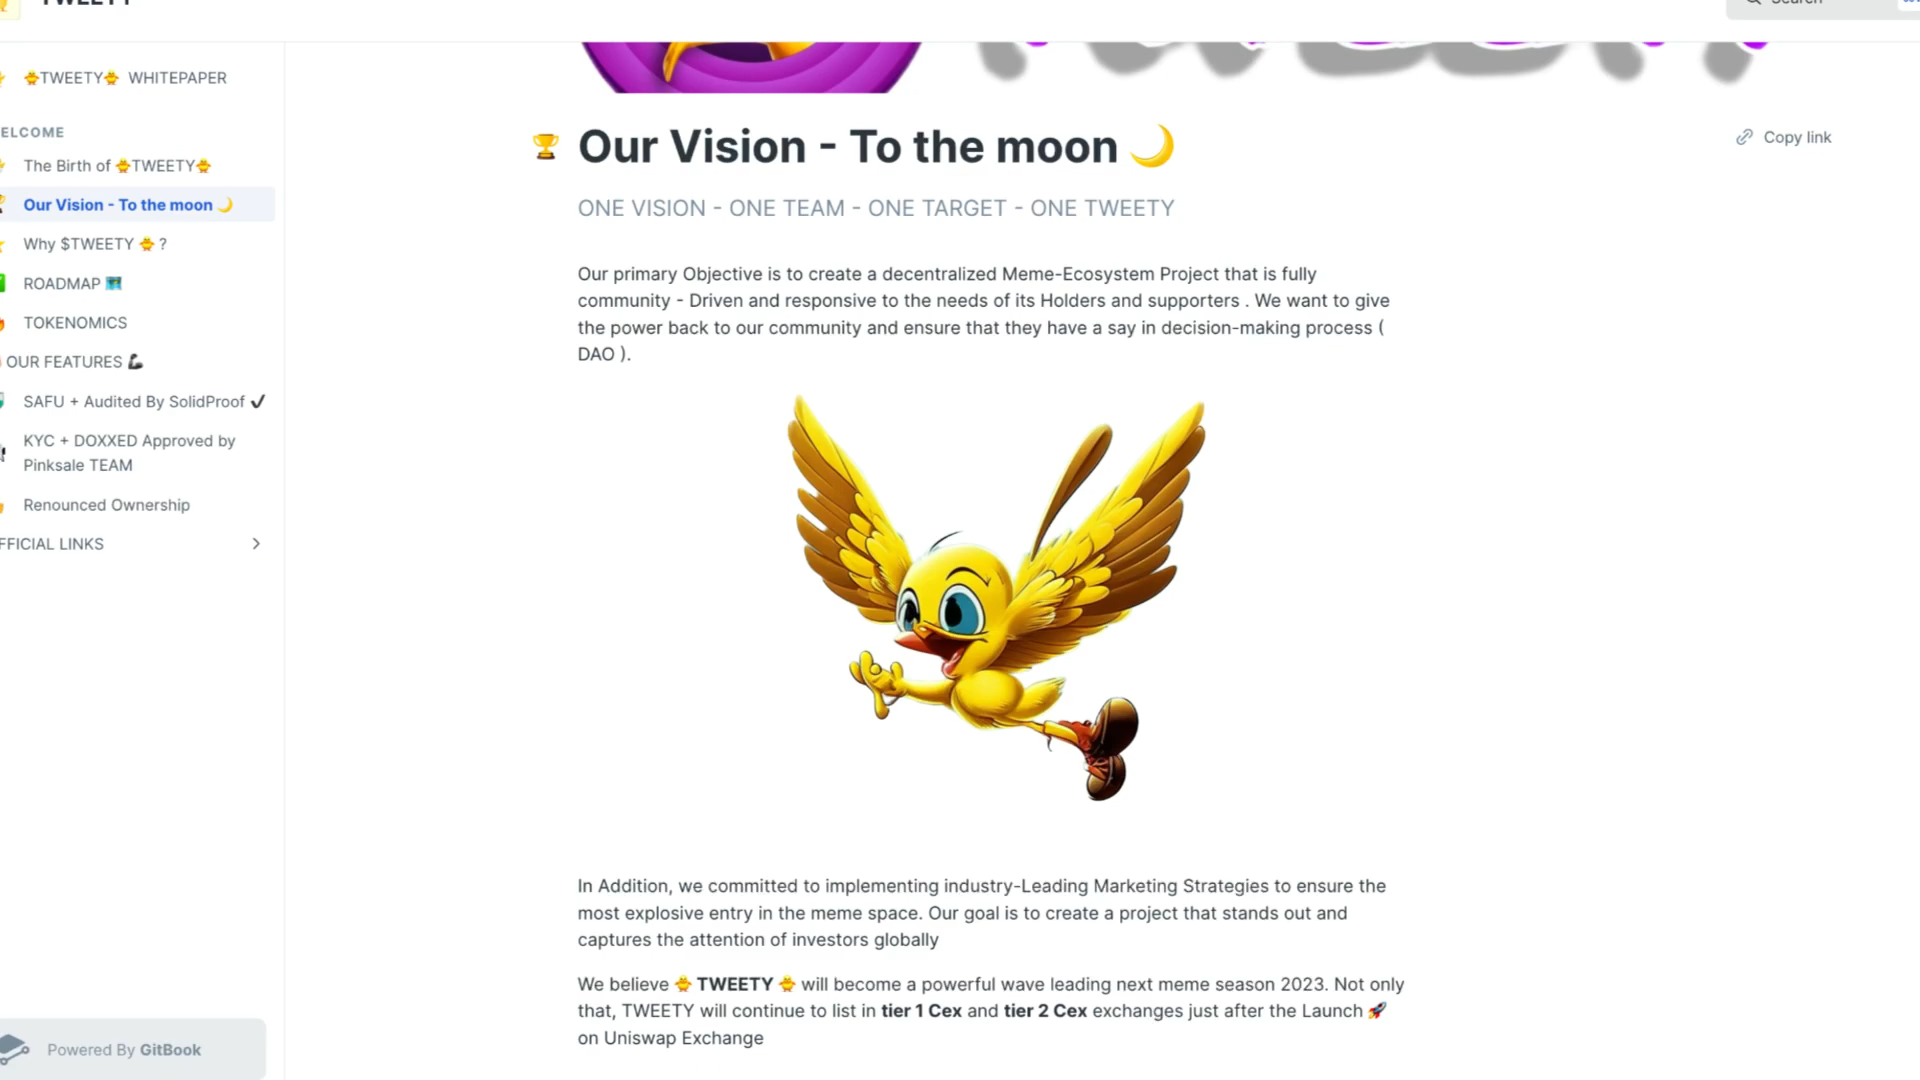 TWEETY
Search
🐥TWEETY🐥 WHITEPAPER
ELCOME
The Birth of 🐥TWEETY🐥
Our Vision - To the moon 🌙
Why $TWEETY 🐥 ?
ROADMAP 🗺️
TOKENOMICS
OUR FEATURES 💪🏿
SAFU + Audited By SolidProof ✔️
KYC + DOXXED Approved by
Pinksale TEAM
Renounced Ownership
FFICIAL LINKS
Powered By GitBook
🏆 Our Vision - To the moon 🌙
Copy link
ONE VISION - ONE TEAM - ONE TARGET - ONE TWEETY
Our primary Objective is to create a decentralized Meme-Ecosystem Project that is fully
community - Driven and responsive to the needs of its Holders and supporters . We want to give
the power back to our community and ensure that they have a say in decision-making process (
DAO ).
In Addition, we committed to implementing industry-Leading Marketing Strategies to ensure the
most explosive entry in the meme space. Our goal is to create a project that stands out and
captures the attention of investors globally
We believe 🐥 TWEETY 🐥 will become a powerful wave leading next meme season 2023. Not only
that, TWEETY will continue to list in tier 1 Cex and tier 2 Cex exchanges just after the Launch 🚀
on Uniswap Exchange